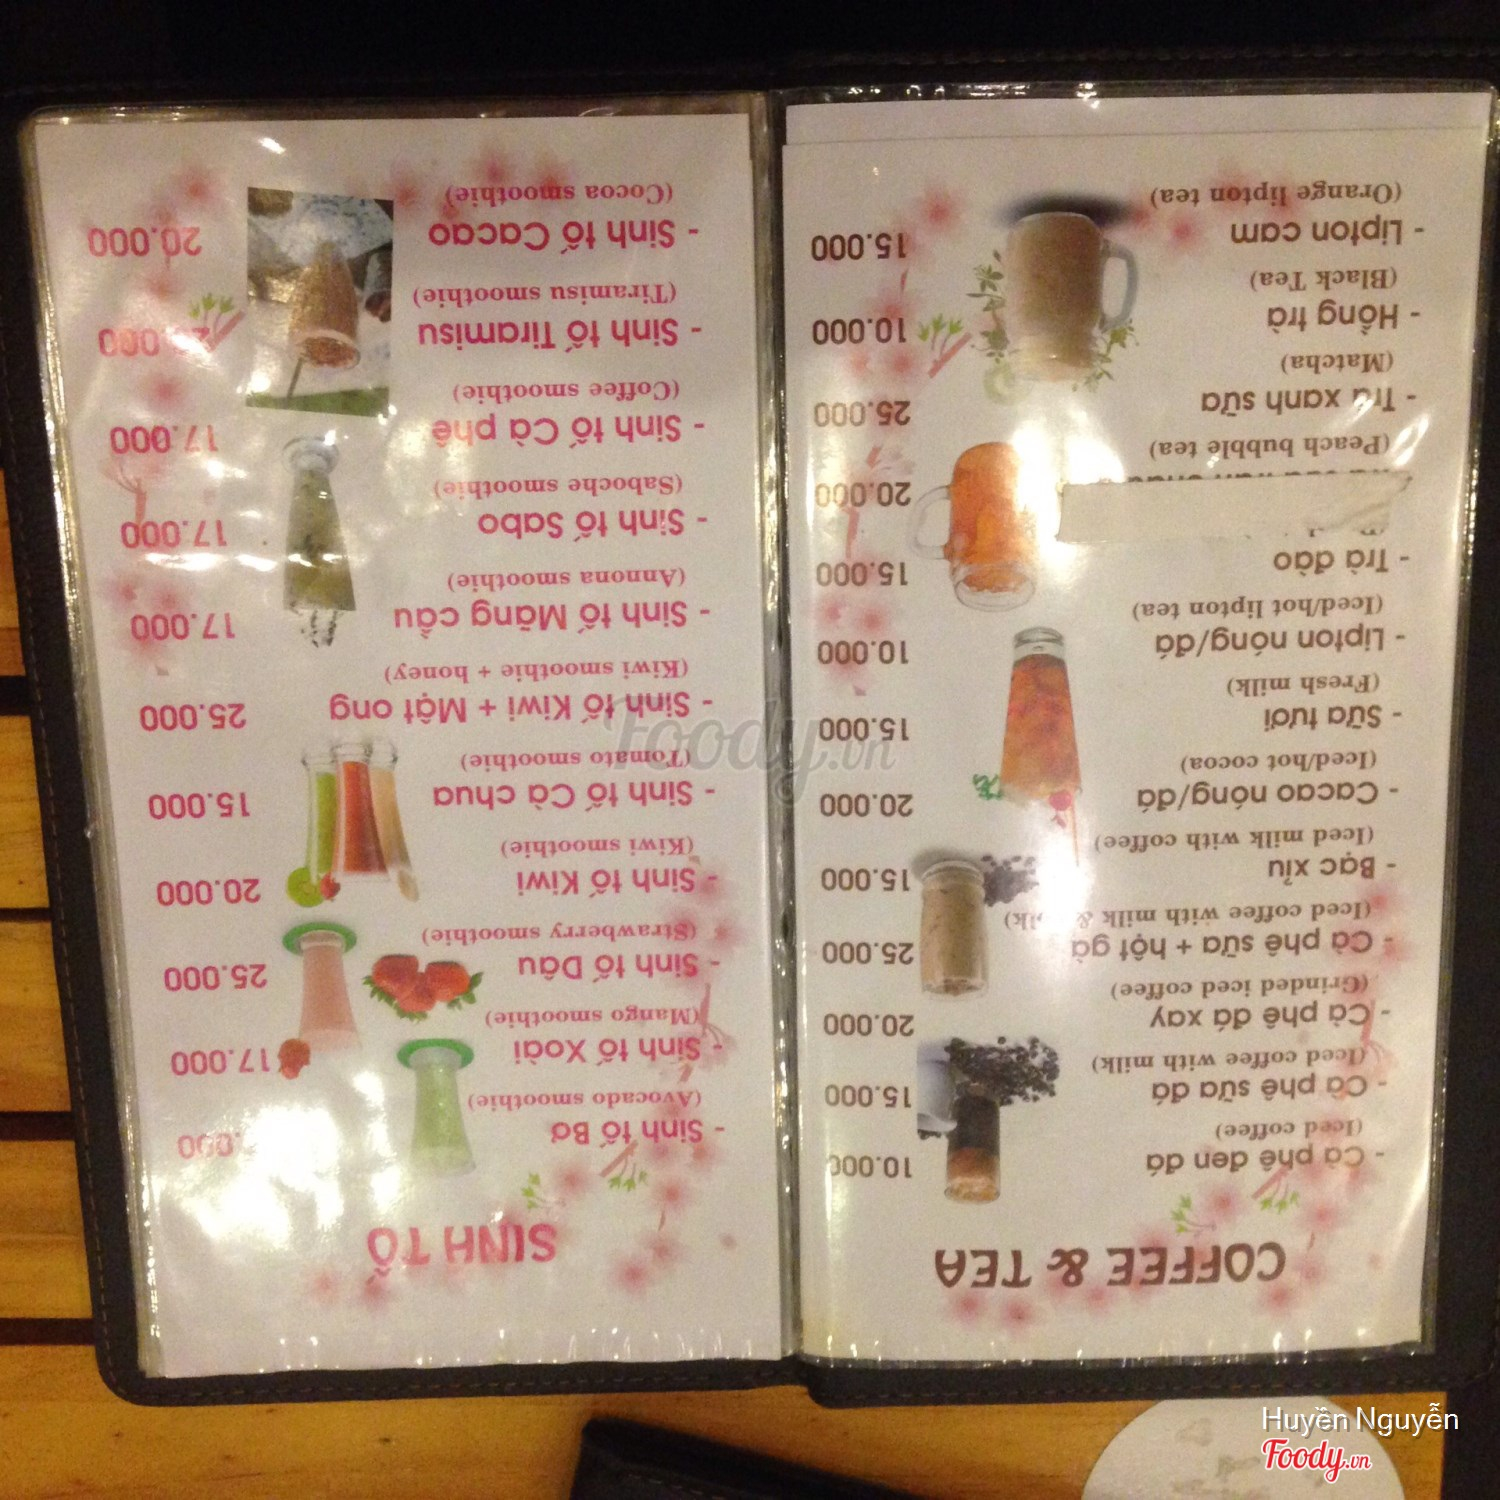 COFFEE & TEA
- Cà phê đen đá 10.000
(Iced coffee)
- Cà phê sữa đá 15.000
(Iced coffee with milk)
- Cà phê đá xay 20.000
(Grinded iced coffee)
- Cà phê sữa + hột gà 25.000
(Iced coffee with milk &
- Bạc xỉu 15.000
(Iced milk with coffee)
- Cacao nóng/đá 20.000
(Iced/hot cocoa)
- Sữa tươi 15.000
(Fresh milk)
- Lipton nóng/đá 10.000
(Iced/hot lipton tea)
- Trà đào 15.000
20.000
(Peach bubble tea)
- Trà xanh sữa 25.000
(Matcha)
- Hồng trà 10.000
(Black Tea)
- Lipton cam 15.000
(Orange lipton tea)
SINH TỐ
- Sinh tố Bơ
(Avocado smoothie)
- Sinh tố Xoài 17.000
(Mango smoothie)
- Sinh tố Dâu 25.000
(Strawberry smoothie)
- Sinh tố Kiwi 20.000
(Kiwi smoothie)
- Sinh tố Cà chua 15.000
(Tomato smoothie)
- Sinh tố Kiwi + Mật ong 25.000
(Kiwi smoothie + honey)
- Sinh tố Mãng cầu 17.000
(Annona smoothie)
- Sinh tố Sabo 17.000
(Saboche smoothie)
- Sinh tố Cà phê 17.000
(Coffee smoothie)
- Sinh tố Tiramisu
(Tiramisu smoothie)
- Sinh tố Cacao 20.000
(Cocoa smoothie)
Foody.vn
Huyền Nguyễn
Foody.vn